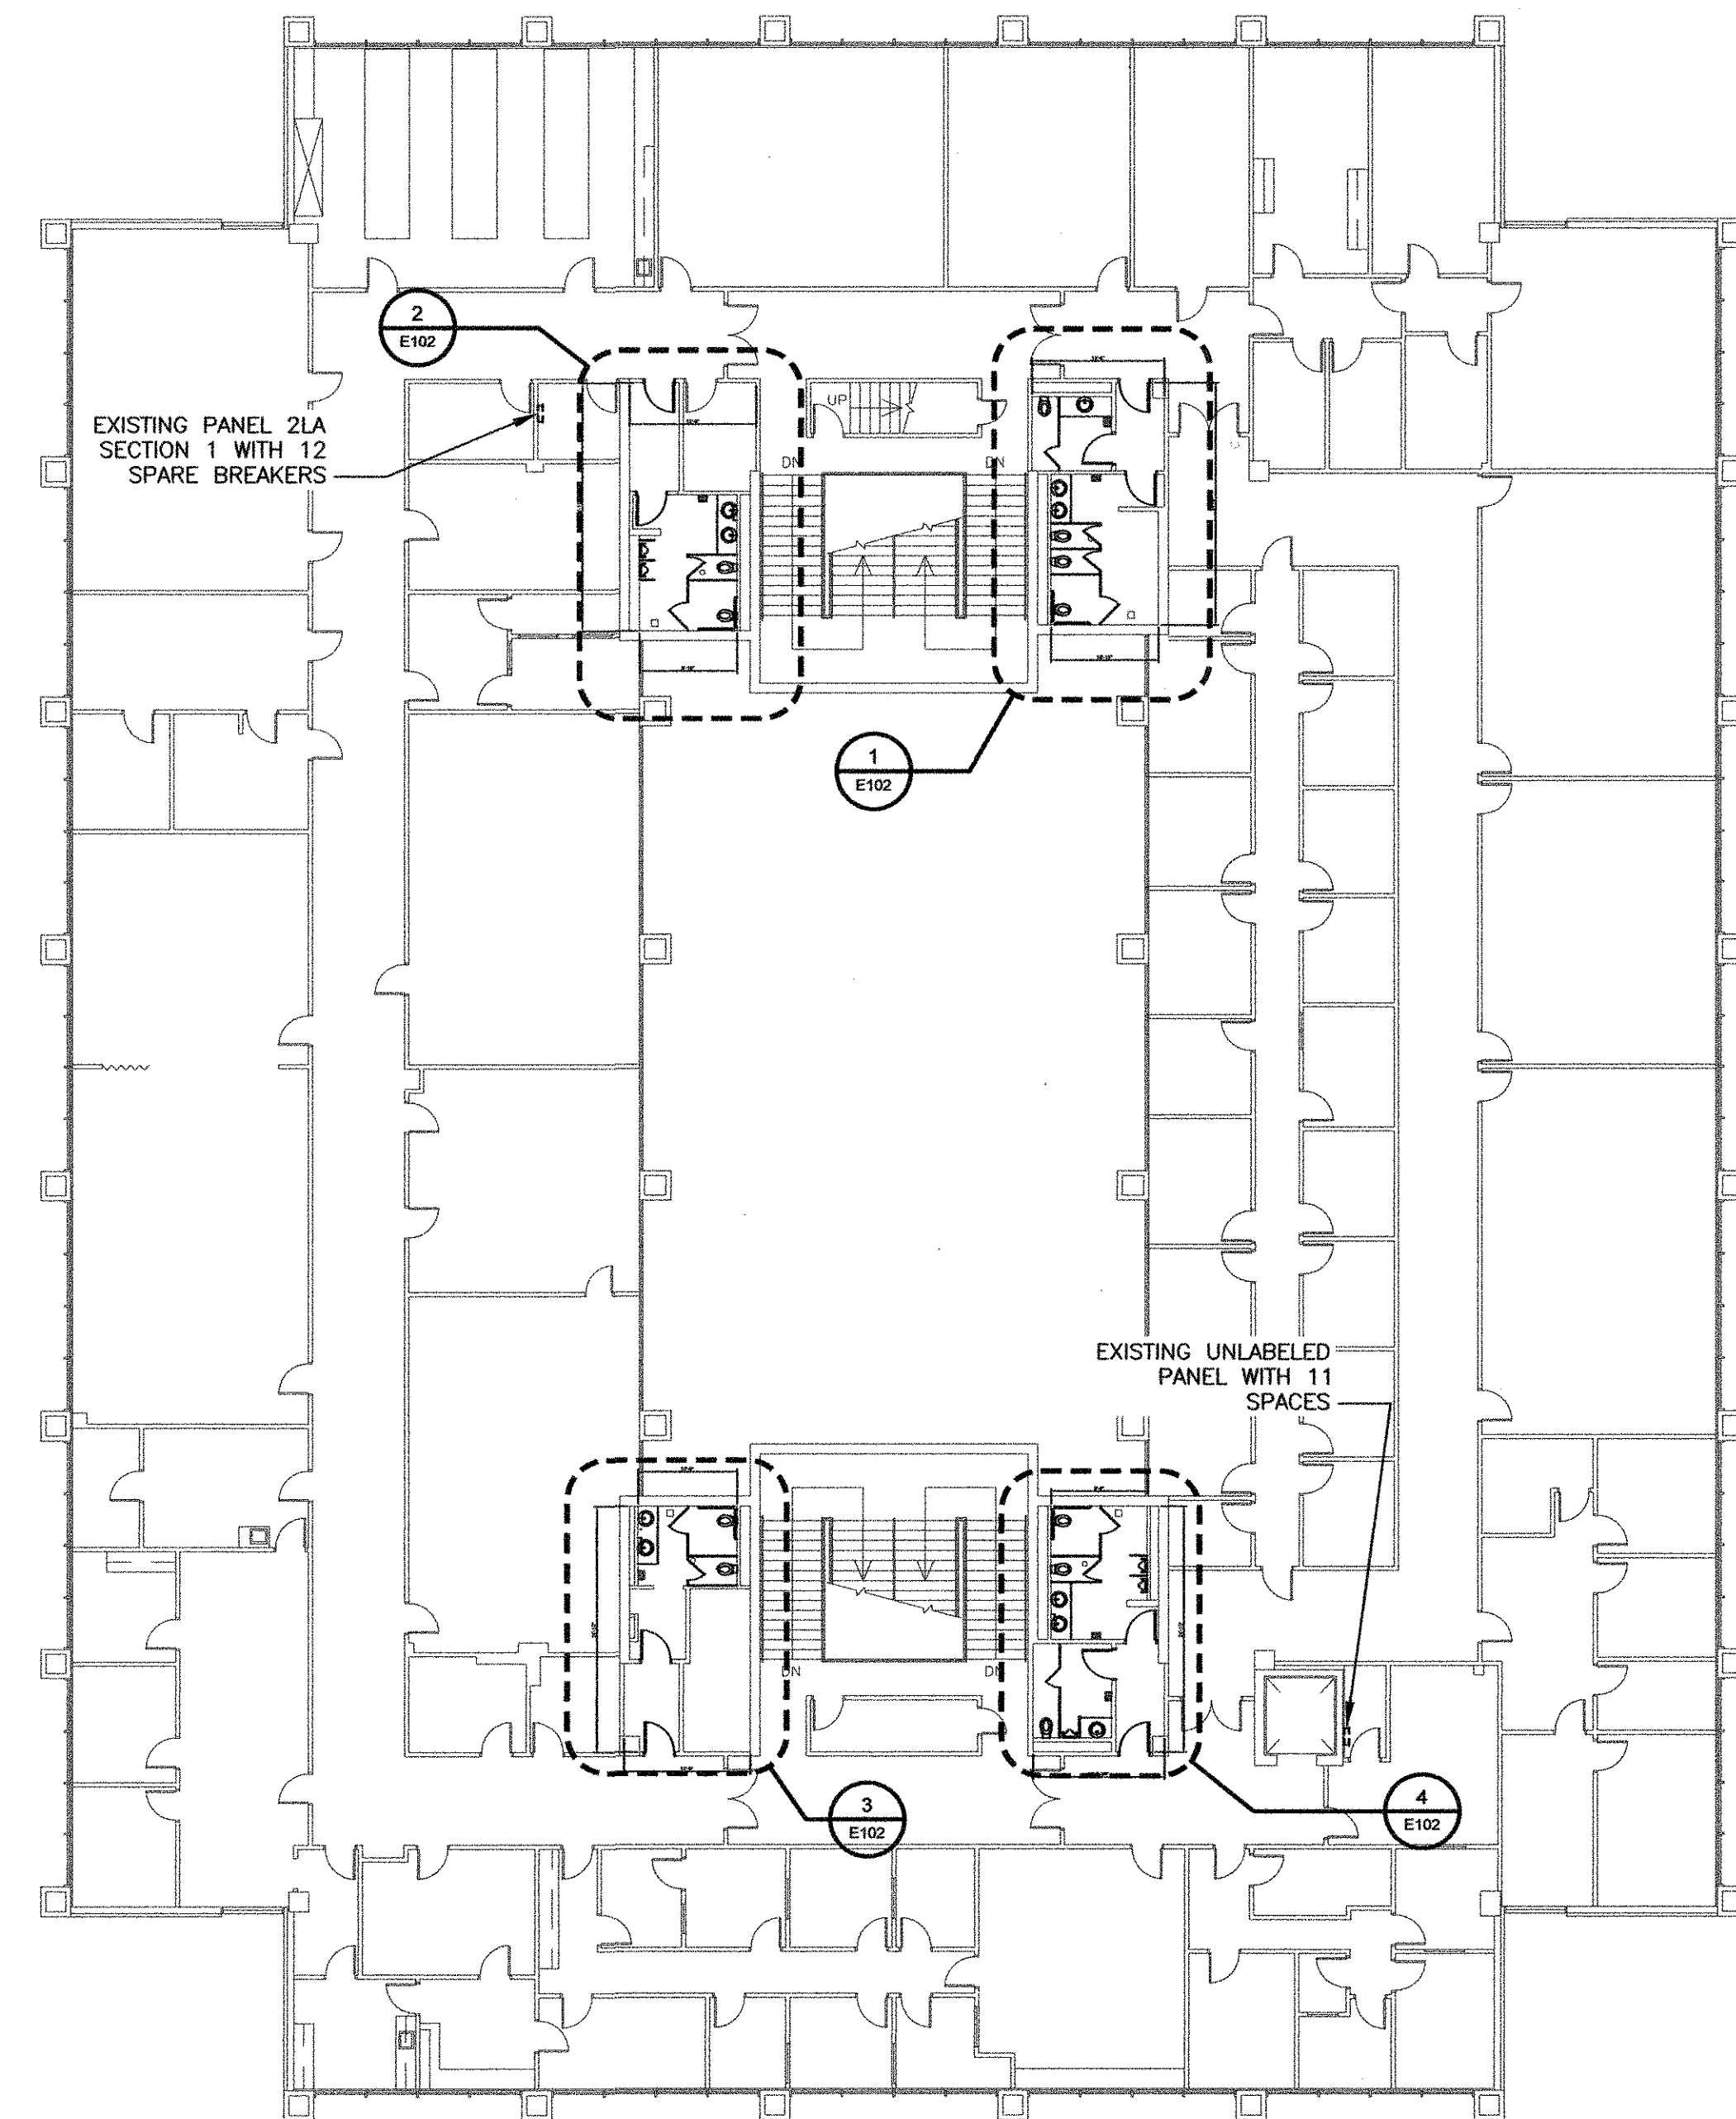 2
E102
EXISTING PANEL 2LA
SECTION 1 WITH 12
SPARE BREAKERS
UP
DN
DN
1
E102
EXISTING UNLABELED
PANEL WITH 11
SPACES
DN
DN
3
E102
4
E102